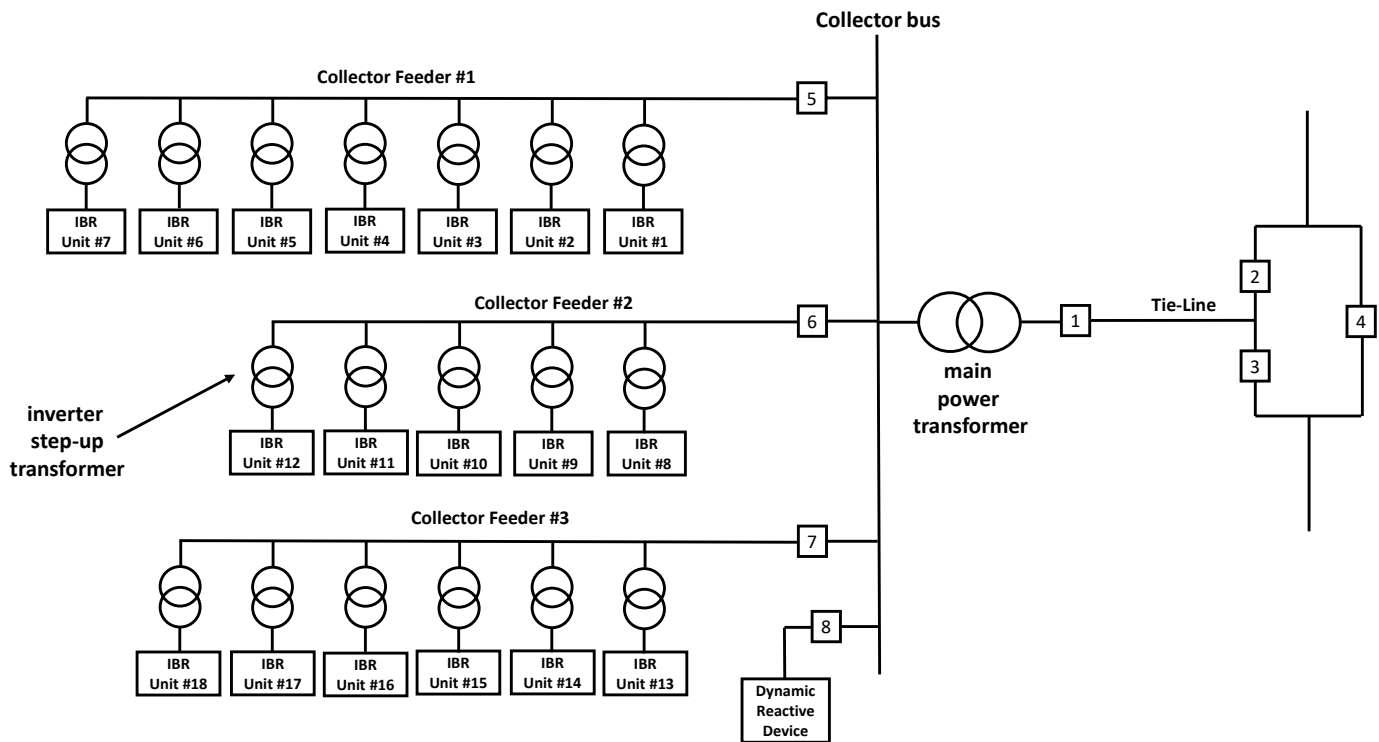 Collector bus
Collector Feeder #1
5
IBR
Unit #7
IBR
Unit #6
IBR
Unit #5
IBR
Unit #4
IBR
Unit #3
IBR
Unit #2
IBR
Unit #1
Collector Feeder #2
6
1
Tie-Line
2
3
4
main
power
transformer
inverter
step-up
transformer
IBR
Unit #12
IBR
Unit #11
IBR
Unit #10
IBR
Unit #9
IBR
Unit #8
Collector Feeder #3
7
8
IBR
Unit #18
IBR
Unit #17
IBR
Unit #16
IBR
Unit #15
IBR
Unit #14
IBR
Unit #13
Dynamic
Reactive
Device